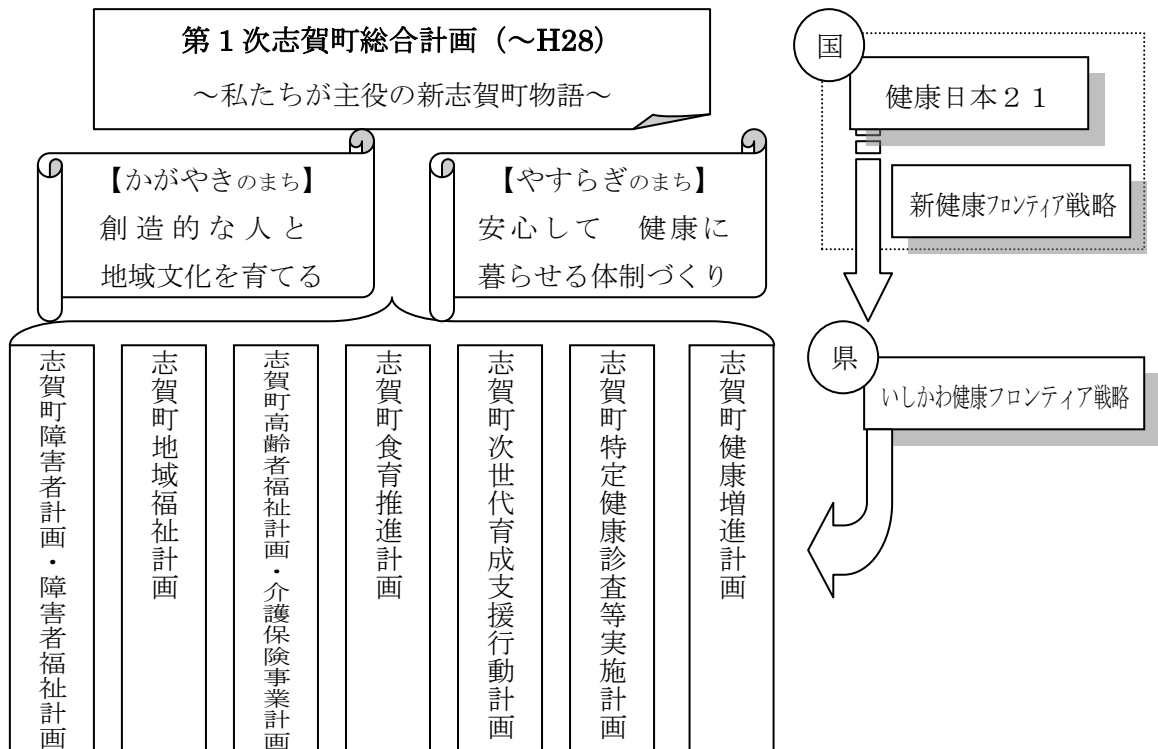 第1次志賀町総合計画（～H28）
～私たちが主役の新志賀町物語～
【かがやきのまち】
創造的な人と
地域文化を育てる
【やすらぎのまち】
安心して　健康に
暮らせる体制づくり
国
健康日本２１
新健康フロンティア戦略
県
いしかわ健康フロンティア戦略
志賀町健康増進計画
志賀町特定健康診査等実施計画
志賀町次世代育成支援行動計画
志賀町食育推進計画
志賀町高齢者福祉計画・介護保険事業計画
志賀町地域福祉計画
志賀町障害者計画・障害者福祉計画